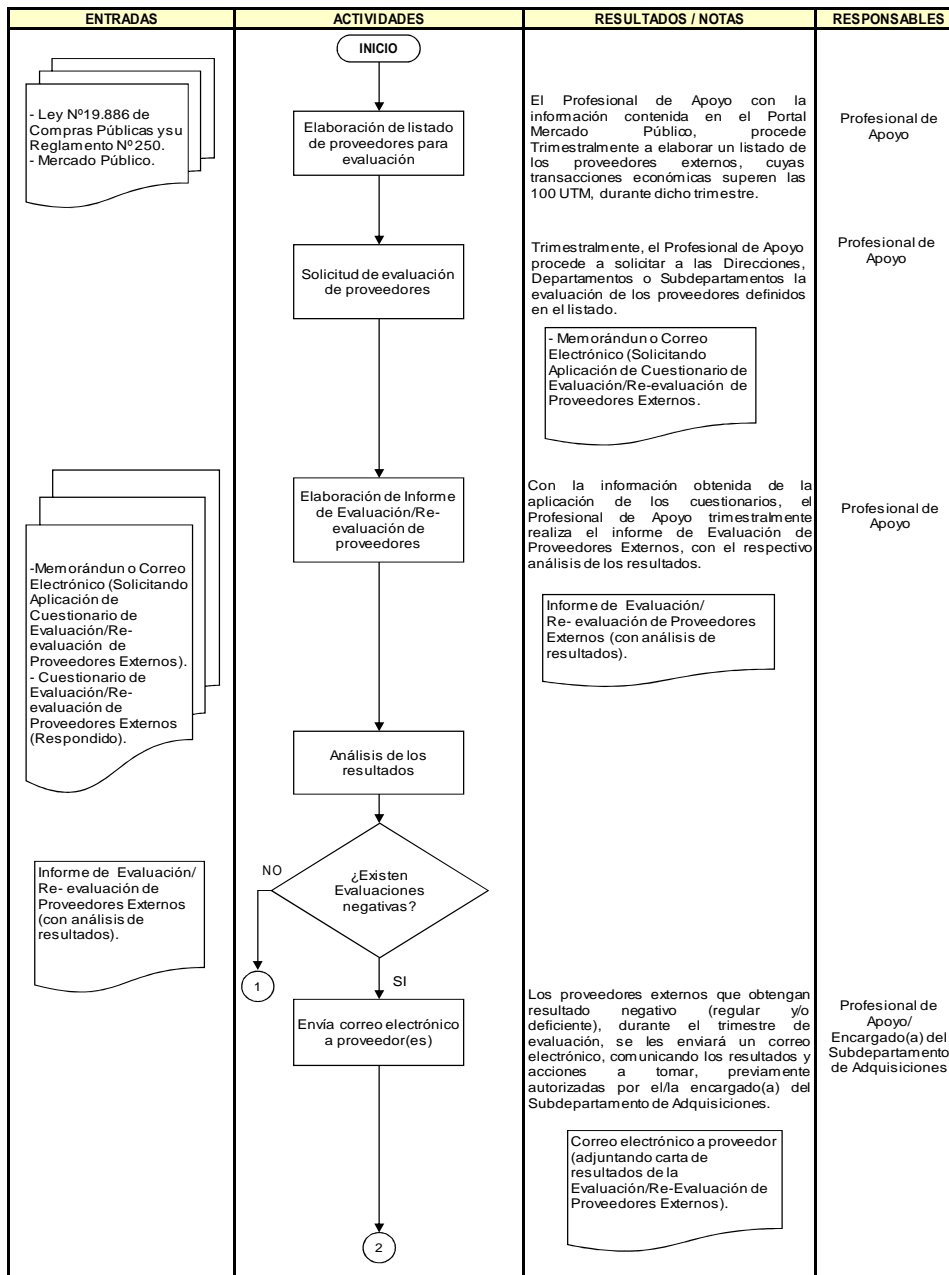 ENTRADAS
ACTIVIDADES
RESULTADOS / NOTAS
RESPONSABLES
INICIO
- Ley Nº19.886 de
Compras Públicas y su
Reglamento Nº 250.
- Mercado Público.
Elaboración de listado
de proveedores para
evaluación
El Profesional de Apoyo con la
información contenida en el Portal
Mercado Público, procede
Trimestralmente a elaborar un listado de
los proveedores externos, cuyas
transacciones económicas superen las
100 UTM, durante dicho trimestre.
Profesional de
Apoyo
Solicitud de evaluación
de proveedores
Trimestralmente, el Profesional de Apoyo
procede a solicitar a las Direcciones,
Departamentos o Subdepartamentos la
evaluación de los proveedores definidos
en el listado.
Profesional de
Apoyo
- Memorándun o Correo
Electrónico (Solicitando
Aplicación de Cuestionario de
Evaluación/Re-evaluación de
Proveedores Externos.
-Memorándun o Correo
Electrónico (Solicitando
Aplicación de
Cuestionario de
Evaluación/Re-
evaluación de
Proveedores Externos).
- Cuestionario de
Evaluación/Re-
evaluación de
Proveedores Externos
(Respondido).
Elaboración de Informe
de Evaluación/Re-
evaluación de
proveedores
Con la información obtenida de la
aplicación de los cuestionarios, el
Profesional de Apoyo trimestralmente
realiza el informe de Evaluación de
Proveedores Externos, con el respectivo
análisis de los resultados.
Profesional de
Apoyo
Informe de Evaluación/
Re- evaluación de Proveedores
Externos (con análisis de
resultados).
Análisis de los
resultados
Informe de Evaluación/
Re- evaluación de
Proveedores Externos
(con análisis de
resultados).
NO
¿Existen
Evaluaciones
negativas?
1
SI
Envía correo electrónico
a proveedor(es)
Los proveedores externos que obtengan
resultado negativo (regular y/o
deficiente), durante el trimestre de
evaluación, se les enviará un correo
electrónico, comunicando los resultados y
acciones a tomar, previamente
autorizadas por el/la encargado(a) del
Subdepartamento de Adquisiciones.
Profesional de
Apoyo/
Encargado(a) del
Subdepartamento
de Adquisiciones
Correo electrónico a proveedor
(adjuntando carta de
resultados de la
Evaluación/Re-Evaluación de
Proveedores Externos).
2